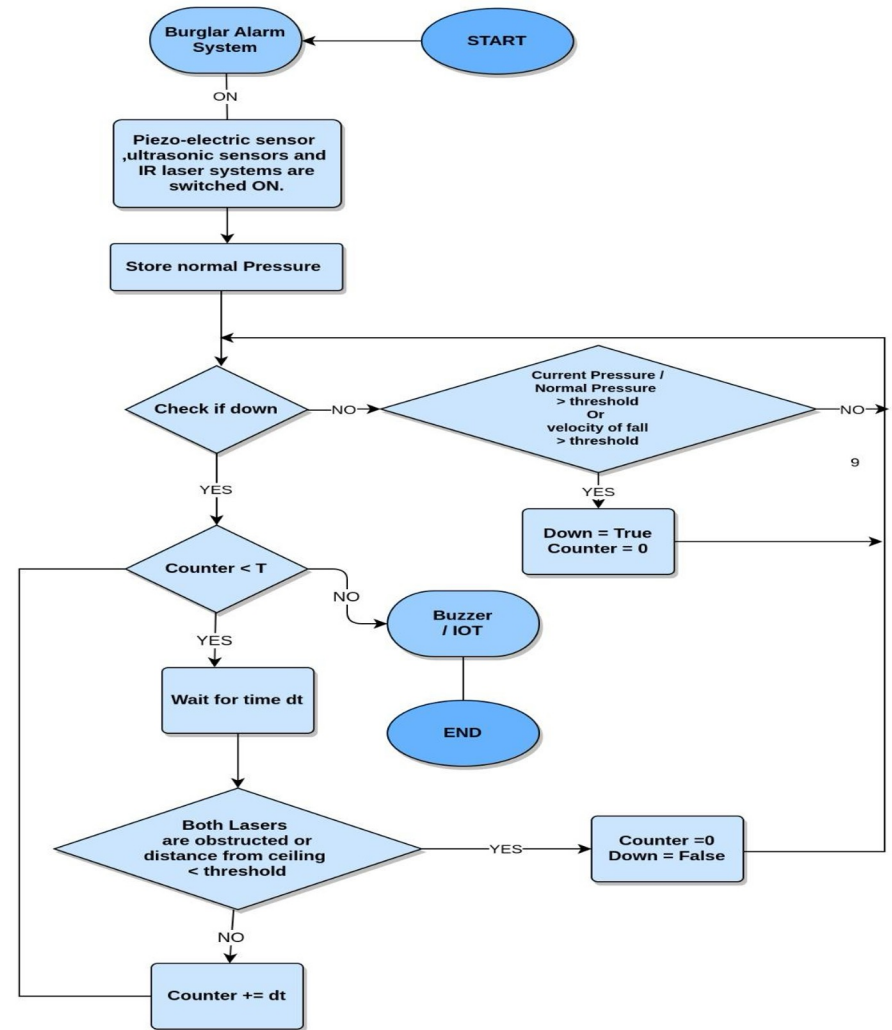 Burglar Alarm
System
START
ON
Piezo-electric sensor
,ultrasonic sensors and
IR laser systems are
switched ON.
Store normal Pressure
Check if down
NO
Current Pressure /
Normal Pressure
> threshold
Or
velocity of fall
> threshold
NO
9
YES
YES
Down = True
Counter = 0
Counter < T
NO
Buzzer
/ IOT
YES
Wait for time dt
END
Both Lasers
are obstructed or
distance from ceiling
< threshold
YES
Counter =0
Down = False
NO
Counter += dt